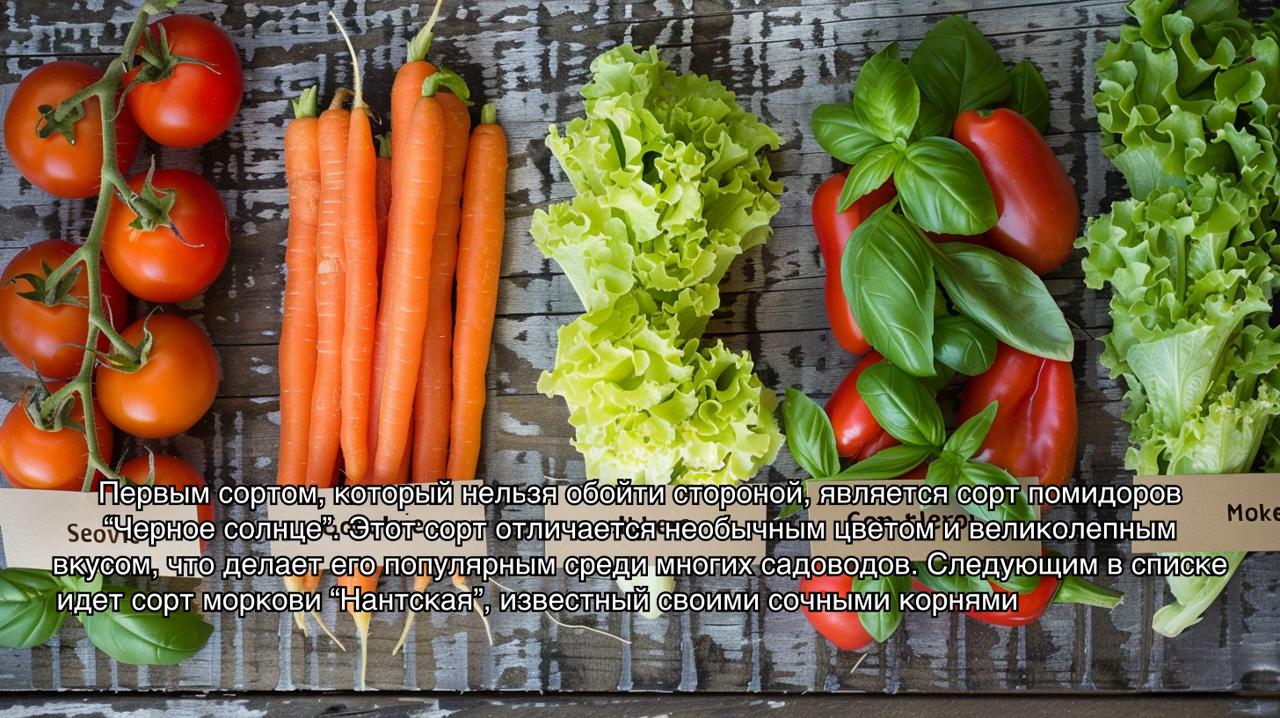 Первым сортом, который нельзя обойти стороной, является сорт помидоров
“Черное солнце”. Этот сорт отличается необычным цветом и великолепным
вкусом, что делает его популярным среди многих садоводов. Следующим в списке
идет сорт моркови “Нантская”, известный своими сочными корнями
Moke